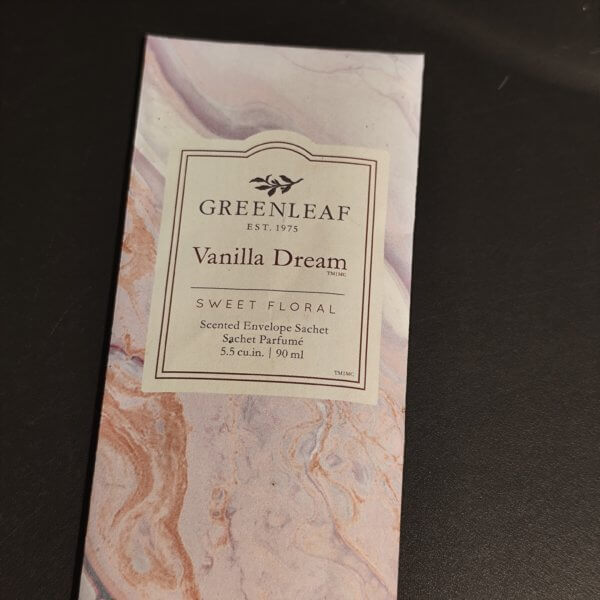 GREENLEAF
EST. 1975
Vanilla Dream
TM|MC
SWEET FLORAL
Scented Envelope Sachet
Sachet Parfumé
5.5 cu.in. | 90 ml
TM|MC